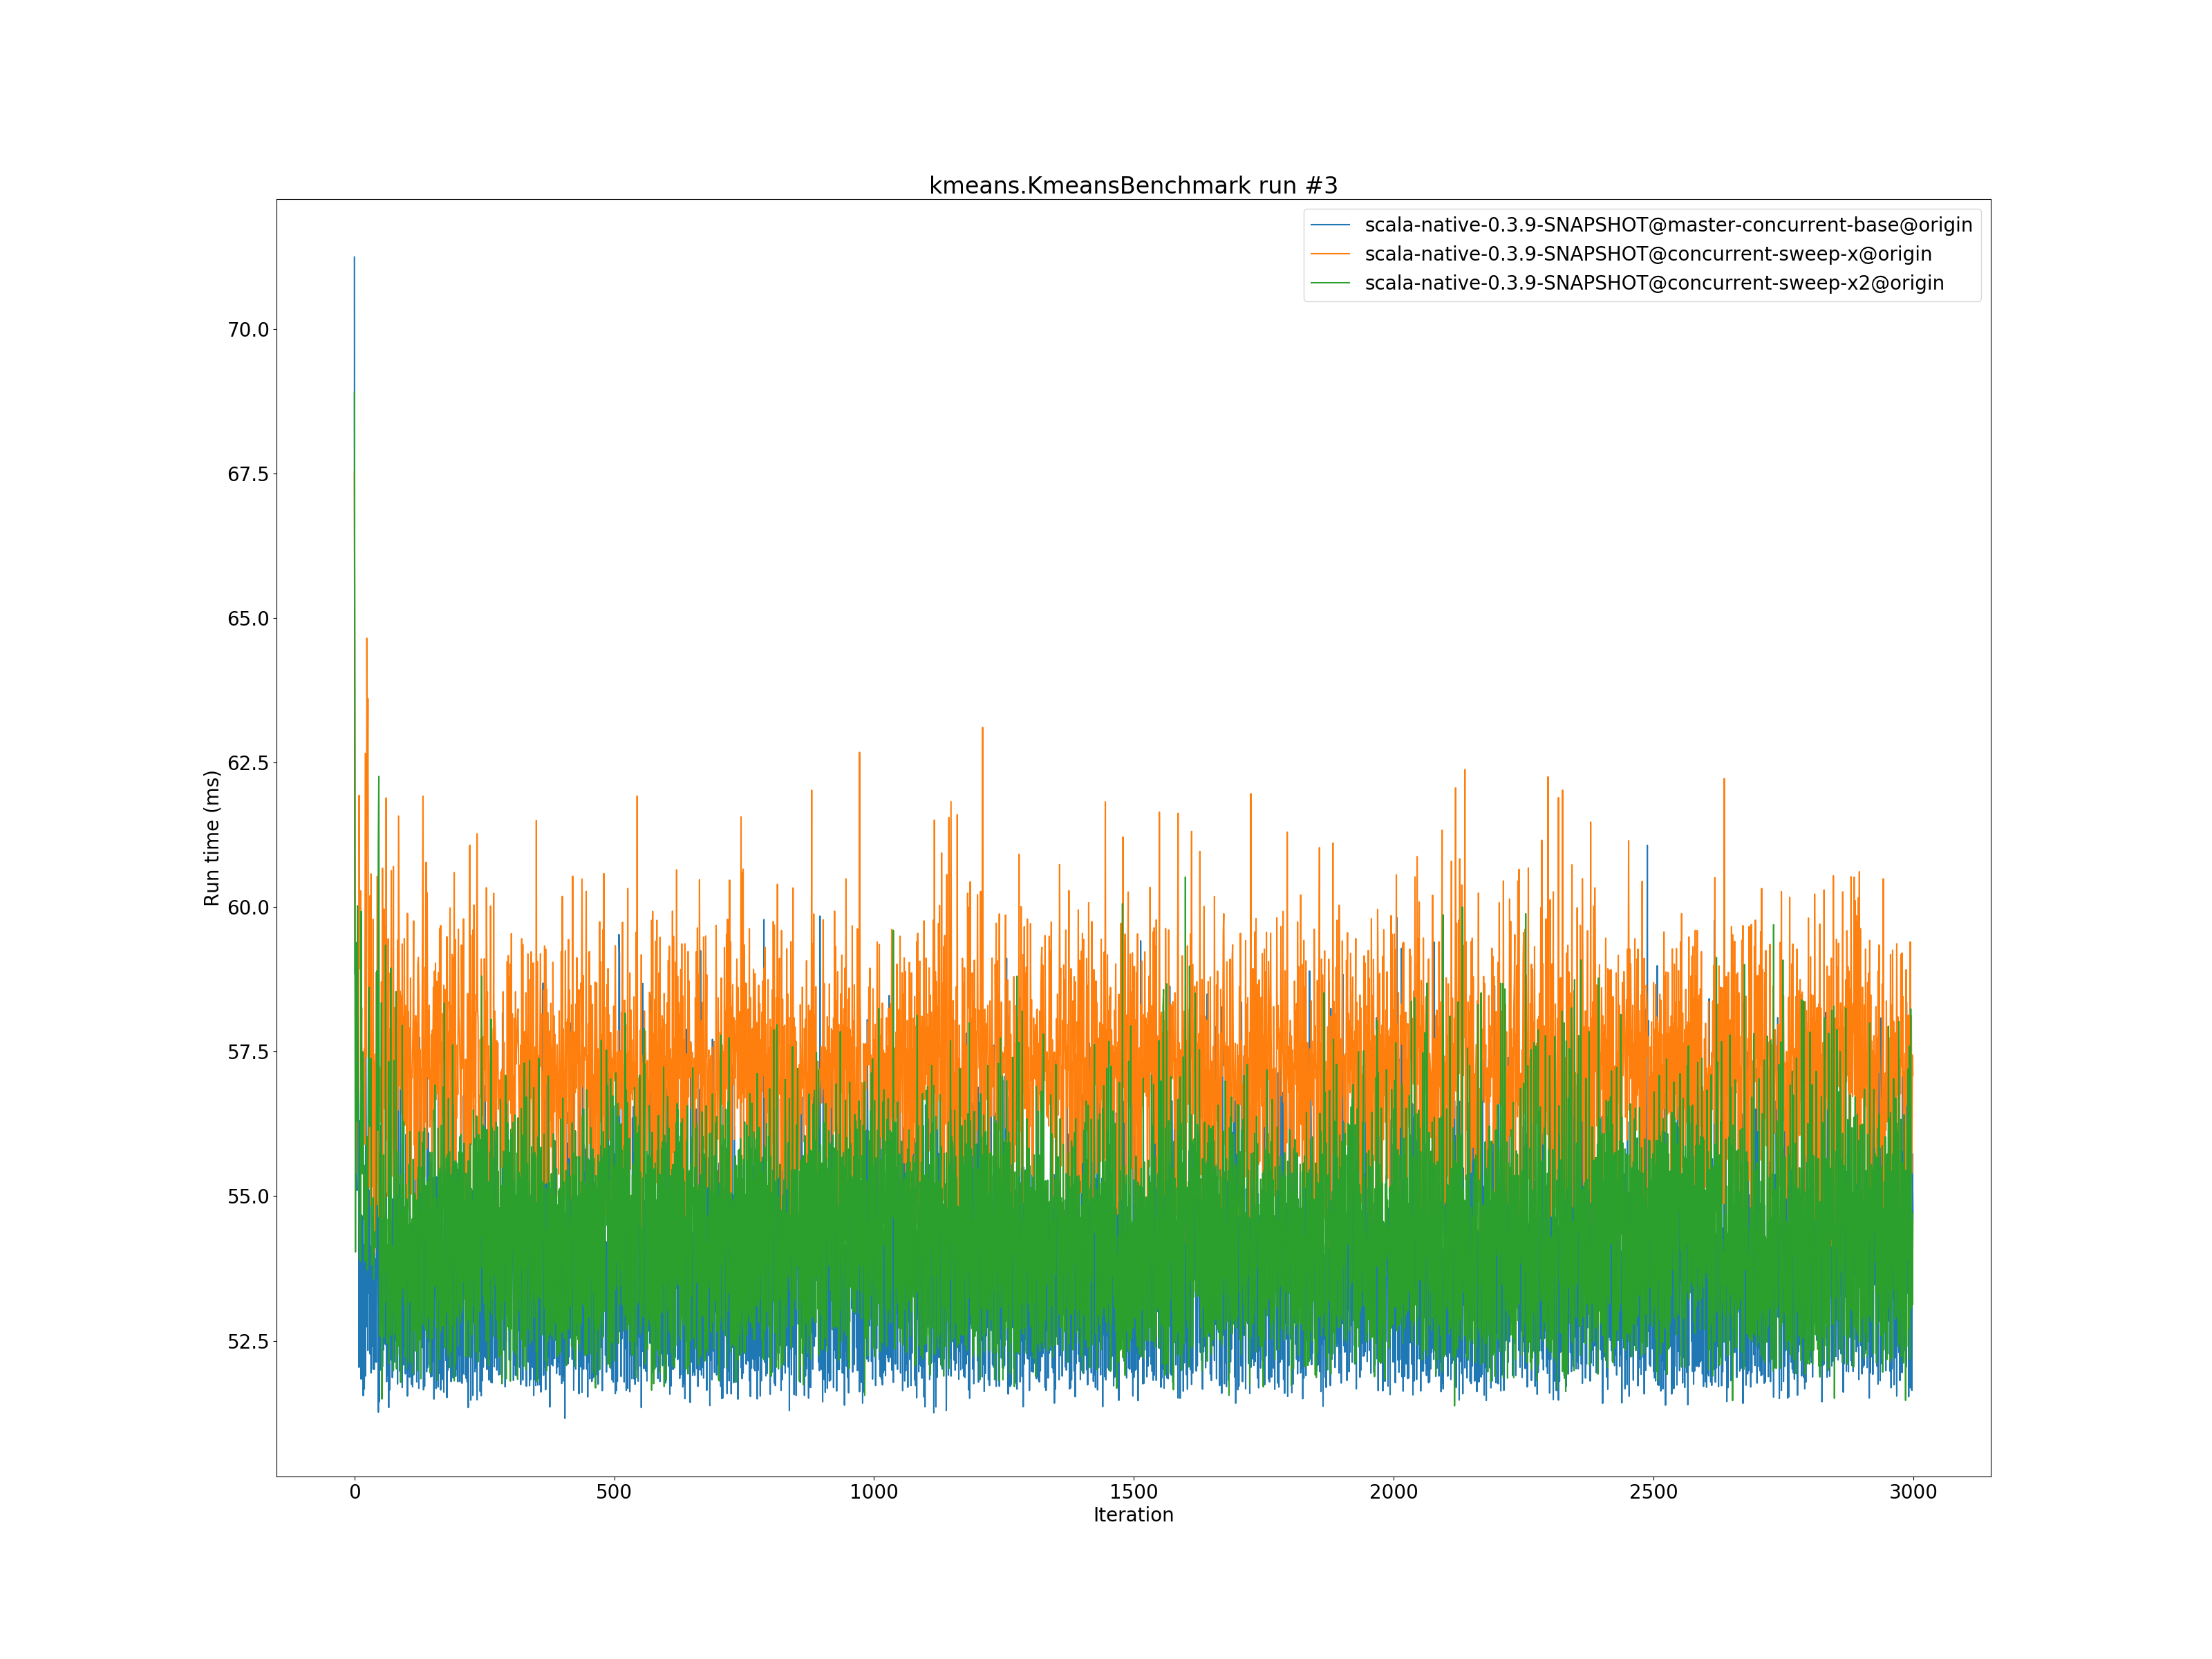 kmeans.KmeansBenchmark run #3
scala-native-0.3.9-SNAPSHOT@master-concurrent-base@origin
scala-native-0.3.9-SNAPSHOT@concurrent-sweep-x@origin
scala-native-0.3.9-SNAPSHOT@concurrent-sweep-x2@origin
70.0
67.5
65.0
62.5
60.0
57.5
55.0
52.5
Run time (ms)
0 500 1000 1500 2000 2500 3000
Iteration